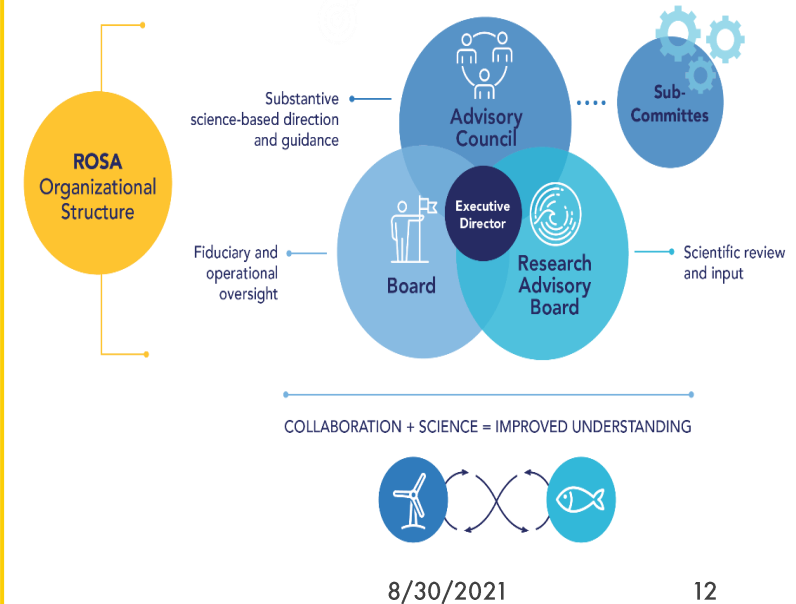 ROSA
Organizational
Structure
Substantive
science-based direction
and guidance
Advisory
Council
Sub-
Committes
Executive
Director
Fiduciary and
operational
oversight
Board
Research
Advisory
Board
Scientific review
and input
COLLABORATION + SCIENCE = IMPROVED UNDERSTANDING
8/30/2021
12